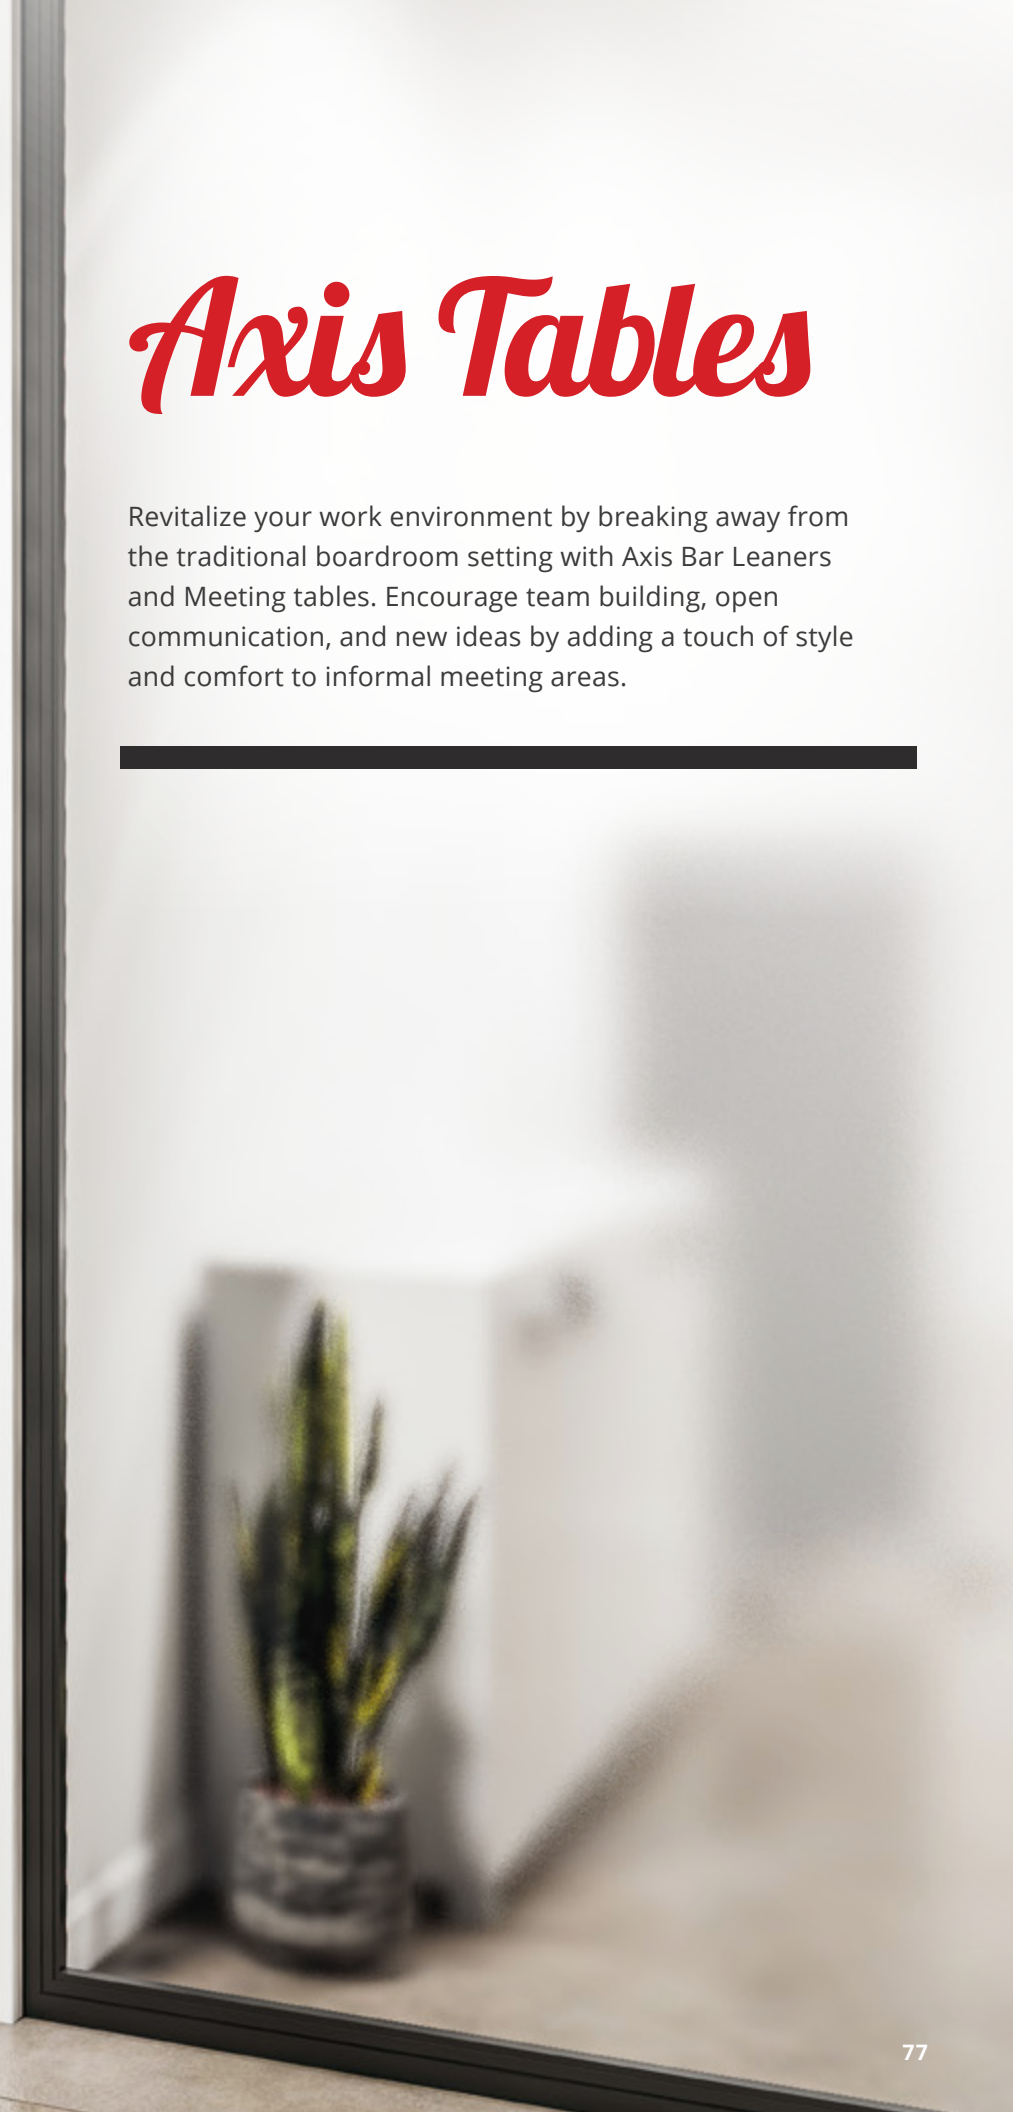 Axis Tables
Revitalize your work environment by breaking away from
the traditional boardroom setting with Axis Bar Leaners
and Meeting tables. Encourage team building, open
communication, and new ideas by adding a touch of style
and comfort to informal meeting areas.
77